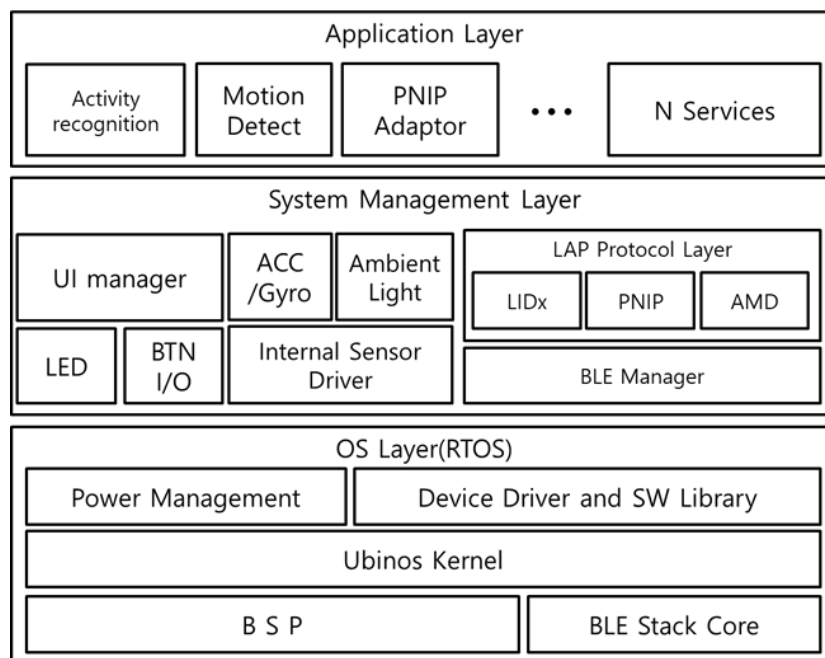 Application Layer
Activity
recognition
Motion
Detect
PNIP
Adaptor
•••
N Services
System Management Layer
UI manager
ACC
/Gyro
Ambient
Light
LAP Protocol Layer
LIDx
PNIP
AMD
LED
BTN
I/O
Internal Sensor
Driver
BLE Manager
OS Layer(RTOS)
Power Management
Device Driver and SW Library
Ubinos Kernel
B S P
BLE Stack Core